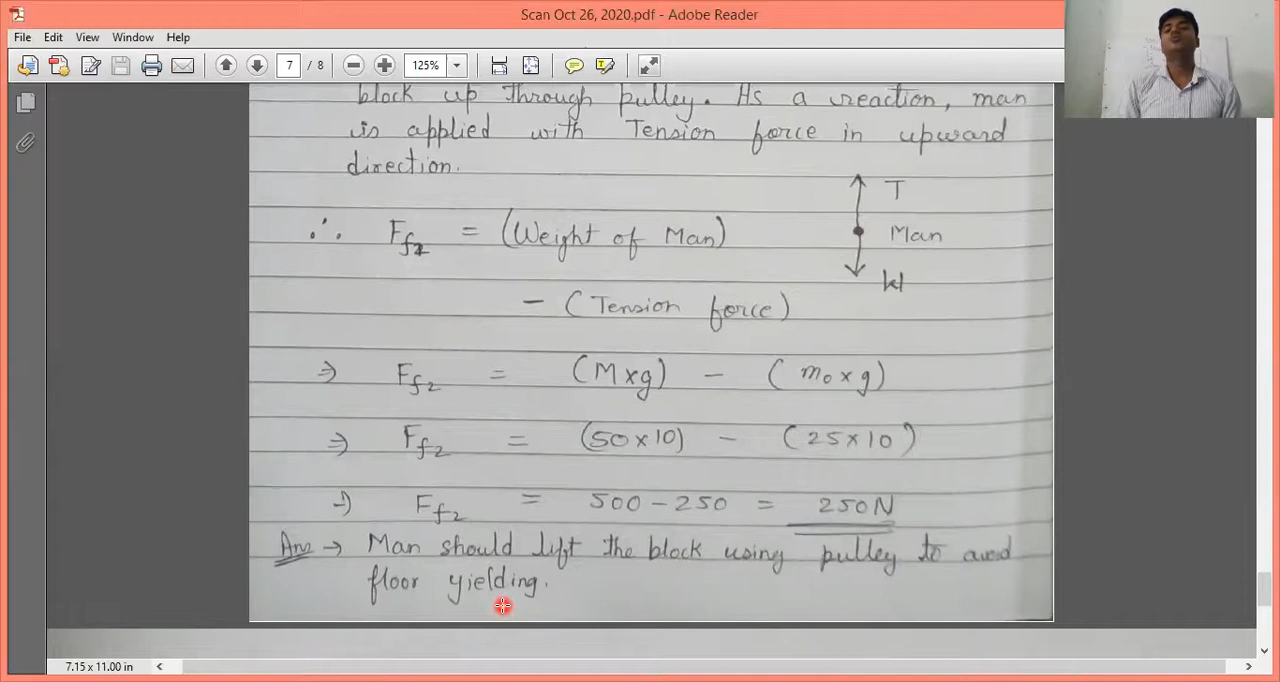 Scan Oct 26, 2020.pdf - Adobe Reader
File Edit View Window Help
7 / 8 125%
block up through pulley. As a reaction, man
is applied with Tension force in upward
direction.
T
∴ Ff2 = (Weight of Man)
Man
W
- (Tension force)
⇒ Ff2 = (M×g) - (m₀×g)
⇒ Ff2 = (50×10) - (25×10)
⇒ Ff2 = 500 - 250 = 250N
Ans → Man should lift the block using pulley to avoid
floor yielding.
7.15 x 11.00 in